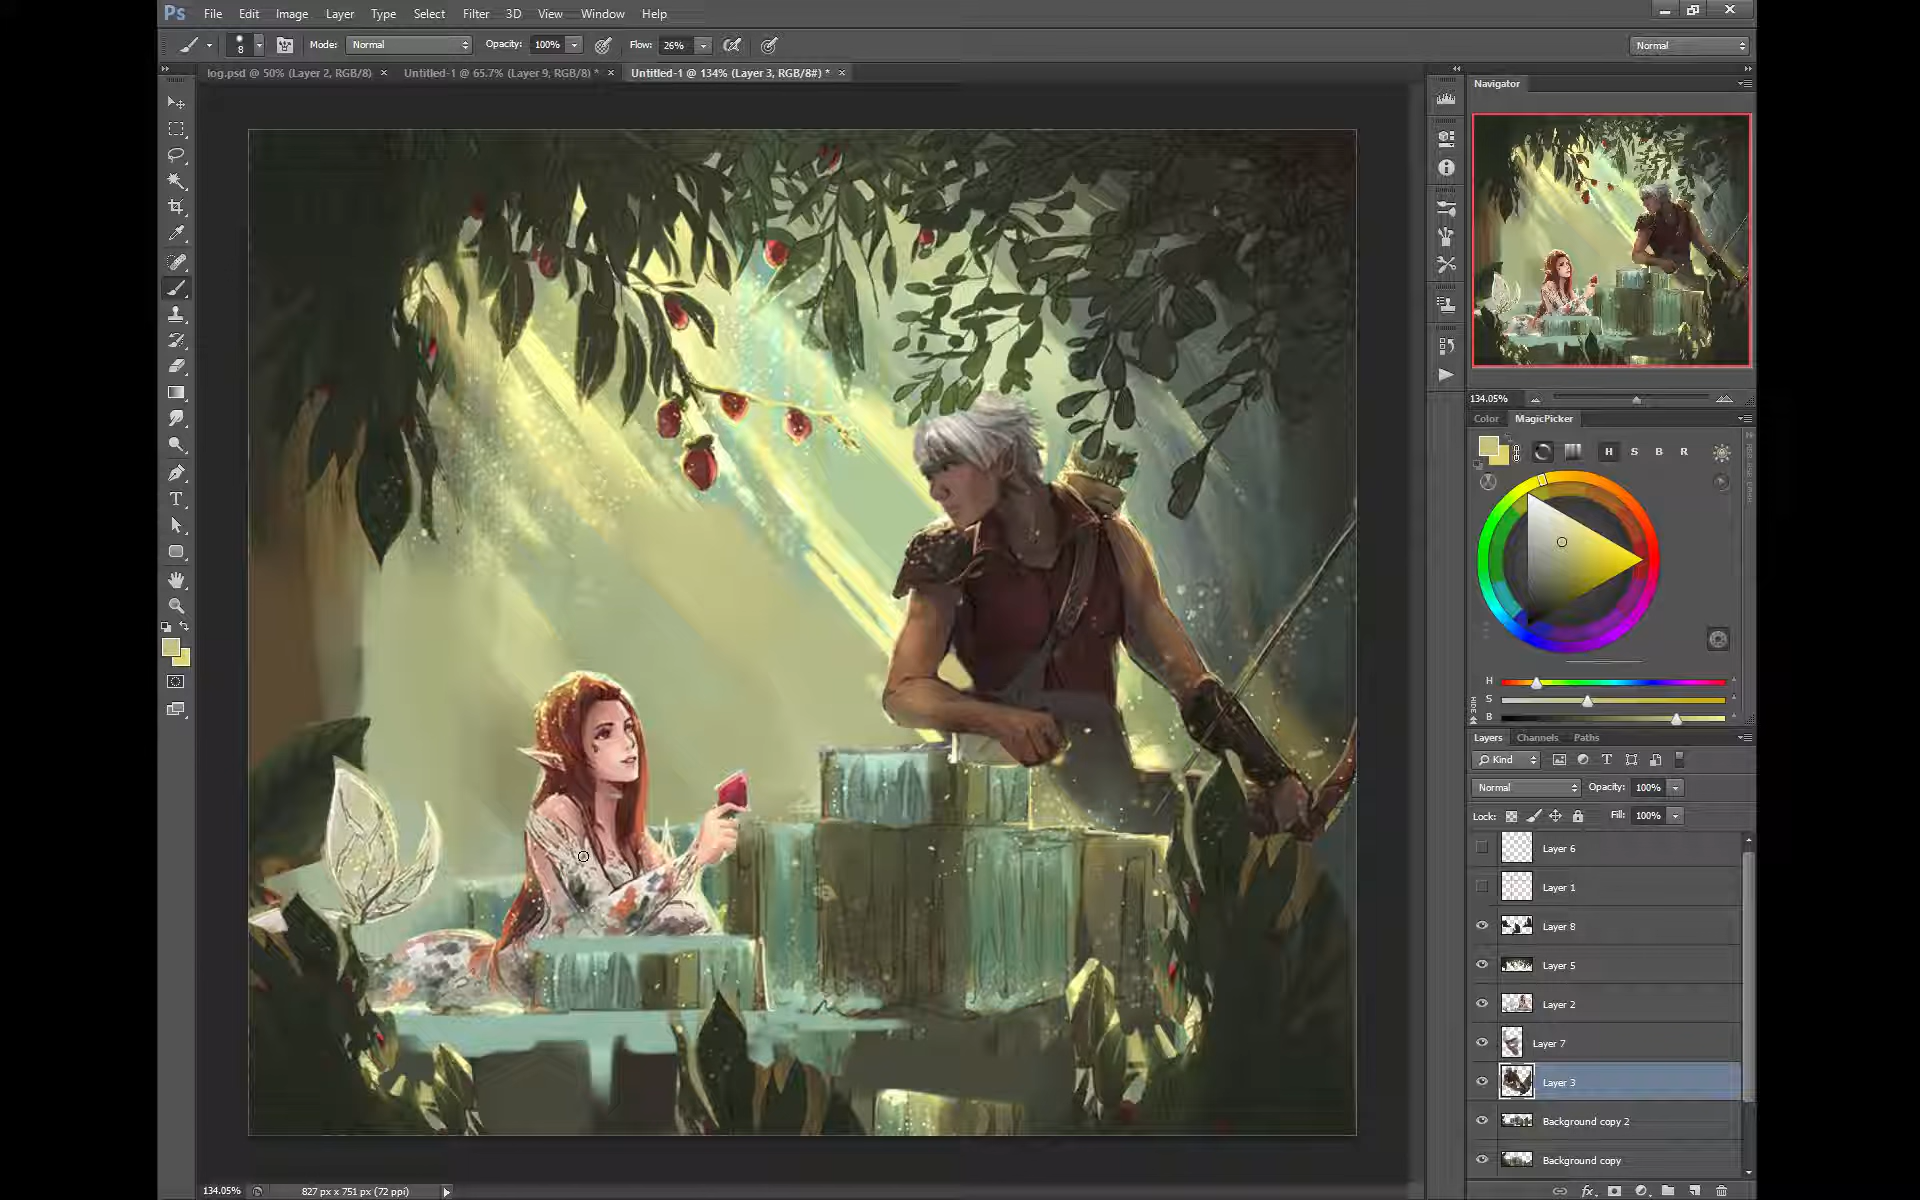 Ps File Edit Image Layer Type Select Filter 3D View Window Help
8 Mode: Normal Opacity: 100% Flow: 26% Normal
log.psd @ 50% (Layer 2, RGB/8) × Untitled-1 @ 65.7% (Layer 9, RGB/8) * × Untitled-1 @ 134% (Layer 3, RGB/8#) * ×
Navigator
134.05%
Color MagicPicker
H S B R
H
S
B
HIDE
Layers Channels Paths
Kind
Normal Opacity: 100%
Lock: Fill: 100%
Layer 6
Layer 1
Layer 8
Layer 5
Layer 2
Layer 7
Layer 3
Background copy 2
Background copy
134.05% 827 px x 751 px (72 ppi)
fx